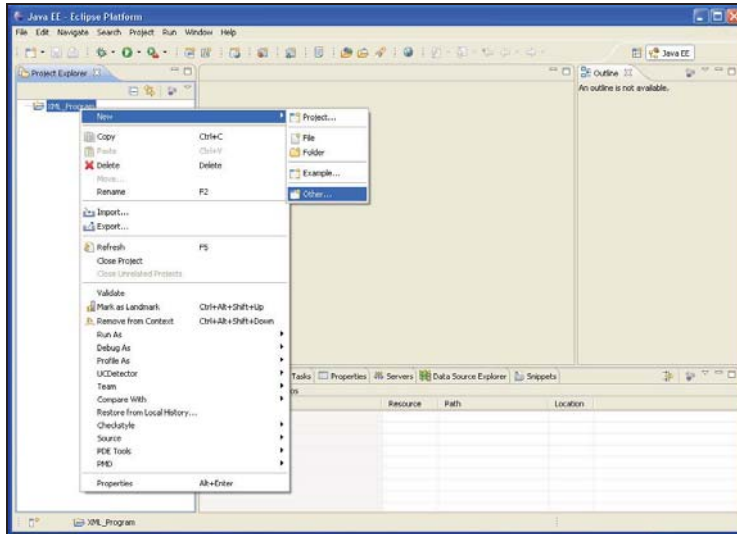 Java EE - Eclipse Platform
File Edit Navigate Search Project Run Window Help
Java EE
Project Explorer
Outline
An outline is not available.
XML_Program
New
Project...
Copy Ctrl+C
File
Paste Ctrl+V
Folder
Delete Delete
Move...
Example...
Rename F2
Other...
Import...
Export...
Refresh F5
Close Project
Close Unrelated Projects
Validate
Mark as Landmark Ctrl+Alt+Shift+Up
Remove from Context Ctrl+Alt+Shift+Down
Run As
Debug As
Profile As
UCDetector
Tasks Properties Servers Data Source Explorer Snippets
Team
os
Compare With
Resource Path Location
Restore from Local History...
Checkstyle
Source
PDE Tools
PMD
Properties Alt+Enter
XML_Program